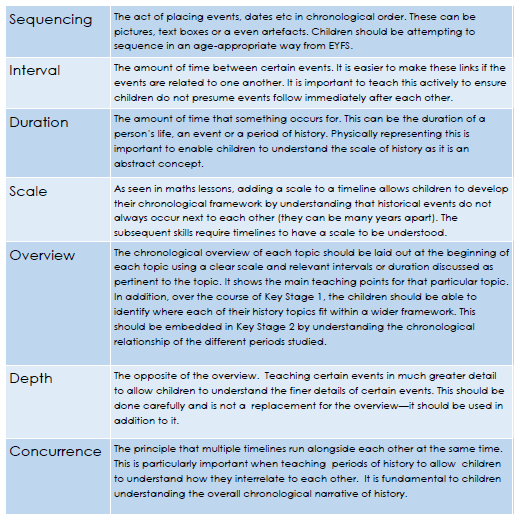 Sequencing
The act of placing events, dates etc in chronological order. These can be
pictures, text boxes or a even artefacts. Children should be attempting to
sequence in an age-appropriate way from EYFS.
Interval
The amount of time between certain events. It is easier to make these links if the
events are related to one another. It is important to teach this actively to ensure
children do not presume events follow immediately after each other.
Duration
The amount of time that something occurs for. This can be the duration of a
person's life, an event or a period of history. Physically representing this is
important to enable children to understand the scale of history as it is an
abstract concept.
Scale
As seen in maths lessons, adding a scale to a timeline allows children to develop
their chronological framework by understanding that historical events do not
always occur next to each other (they can be many years apart). The
subsequent skills require timelines to have a scale to be understood.
Overview
The chronological overview of each topic should be laid out at the beginning of
each topic using a clear scale and relevant intervals or duration discussed as
pertinent to the topic. It shows the main teaching points for that particular topic.
In addition, over the course of Key Stage 1, the children should be able to
identify where each of their history topics fit within a wider framework. This
should be embedded in Key Stage 2 by understanding the chronological
relationship of the different periods studied.
Depth
The opposite of the overview. Teaching certain events in much greater detail
to allow children to understand the finer details of certain events. This should be
done carefully and is not a replacement for the overview—it should be used in
addition to it.
Concurrence
The principle that multiple timelines run alongside each other at the same time.
This is particularly important when teaching periods of history to allow children
to understand how they interrelate to each other. It is fundamental to children
understanding the overall chronological narrative of history.